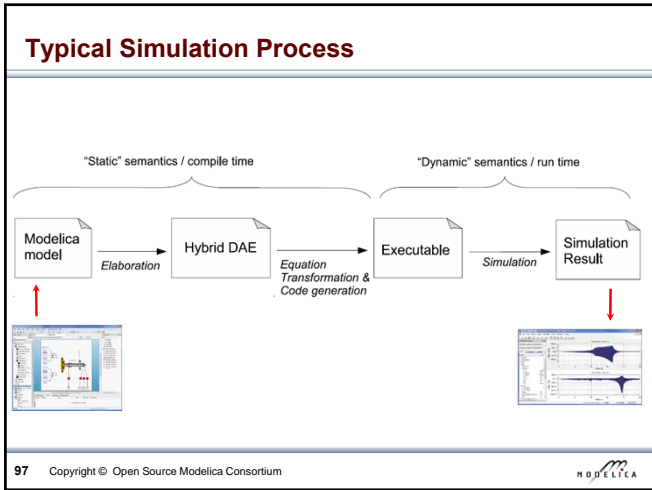 Typical Simulation Process
“Static” semantics / compile time
“Dynamic” semantics / run time
Modelica
model
Elaboration
Hybrid DAE
Equation
Transformation &
Code generation
Executable
Simulation
Simulation
Result
97 Copyright © Open Source Modelica Consortium
MODELICA